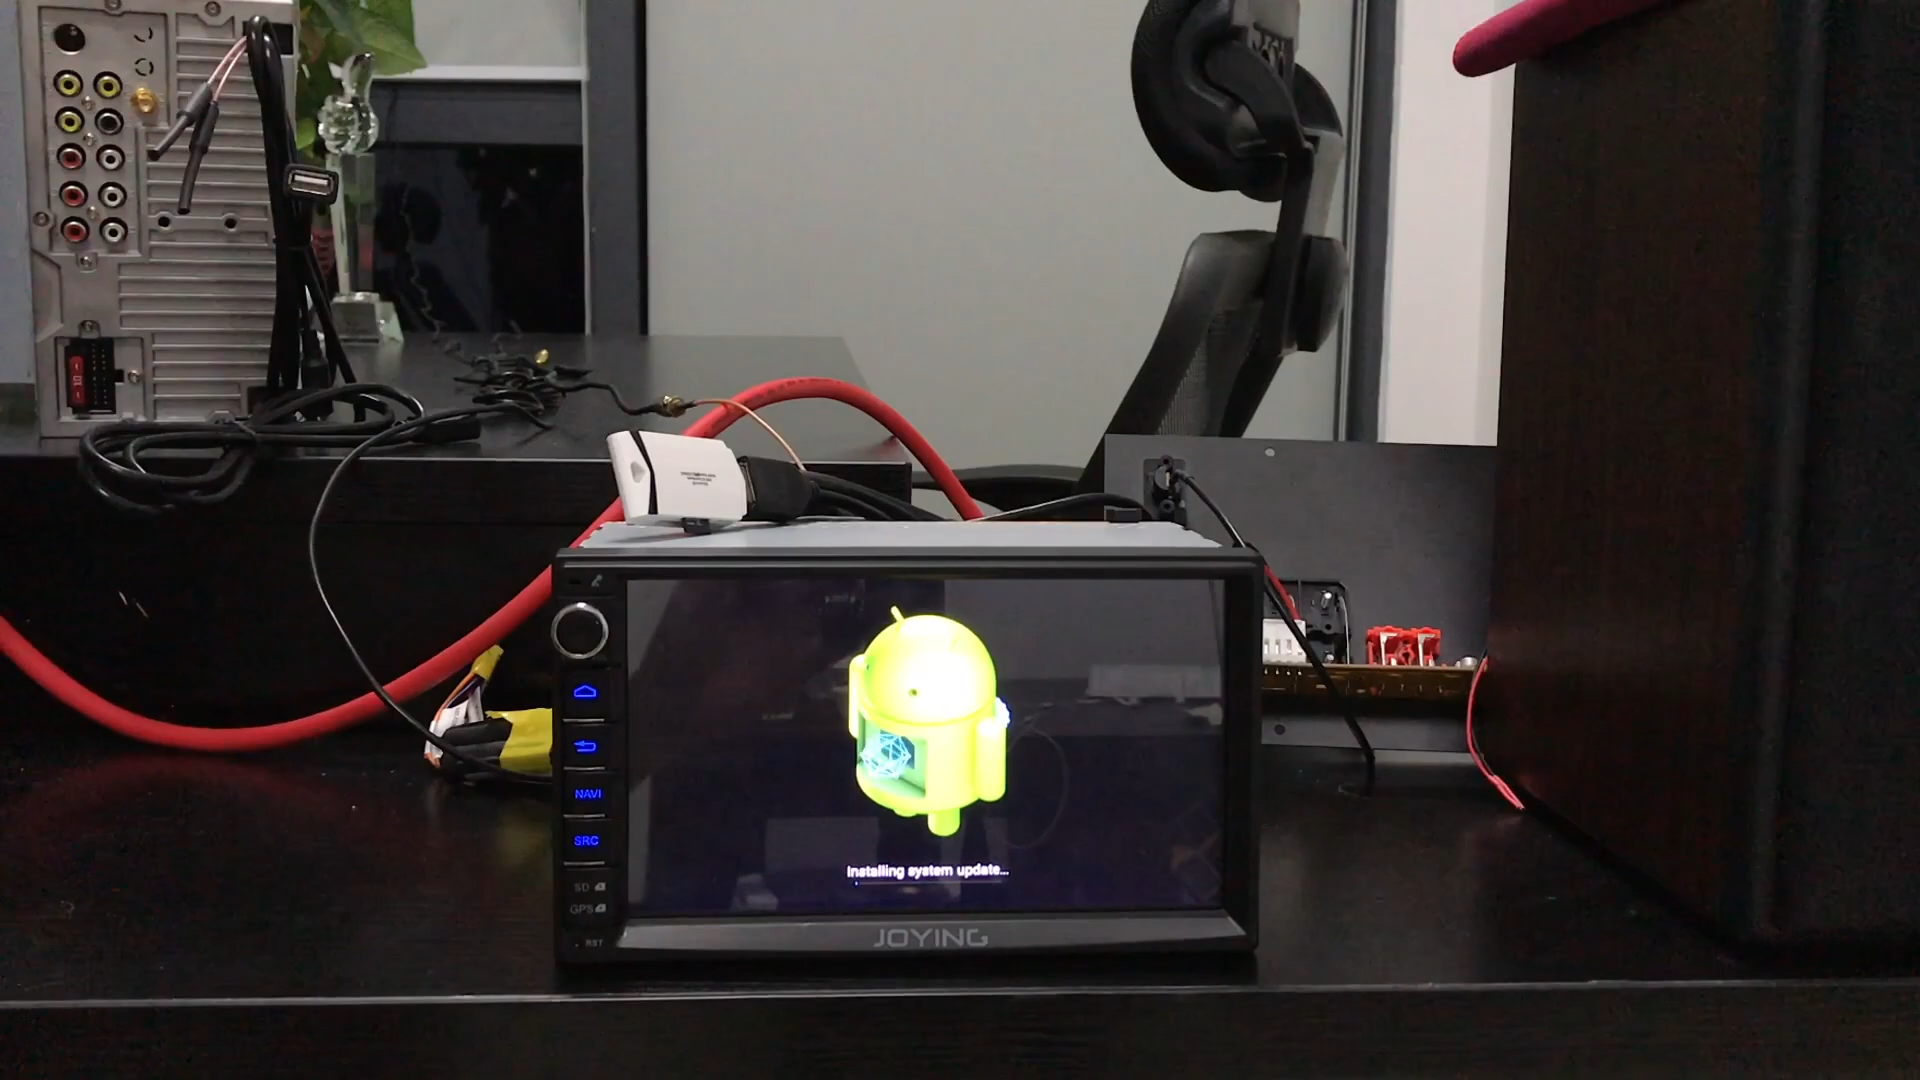 NAVI
SRC
SD
GPS
RST
Installing system update...
JOYING